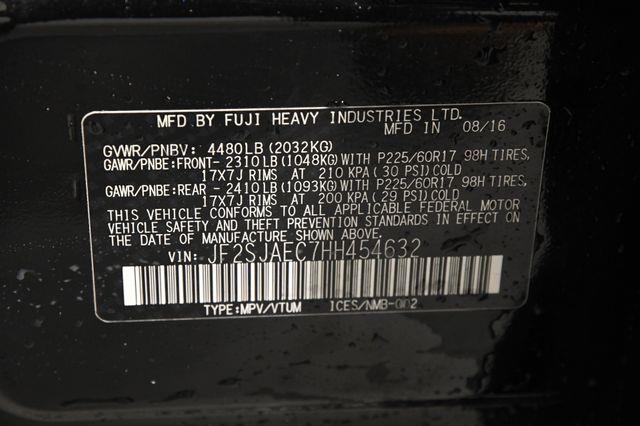 MFD BY FUJI HEAVY INDUSTRIES LTD.
MFD IN 08/16
GVWR/PNBV: 4480LB(2032KG)
GAWR/PNBE:FRONT- 2310LB(1048KG)WITH P225/60R17 98H TIRES,
17X7J RIMS AT 210 KPA(30 PSI)COLD
GAWR/PNBE:REAR -2410LB(1093KG)WITH P225/60R17 98H TIRES,
17X7J RIMS AT 200 KPA(29 PSI)COLD
THIS VEHICLE CONFORMS TO ALL APPLICABLE FEDERAL MOTOR
VEHICLE SAFETY AND THEFT PREVENTION STANDARDS IN EFFECT ON
THE DATE OF MANUFACTURE SHOWN ABOVE.
VIN: JF2SJAEC7HH454632
TYPE:MPV/VTUM ICES/NMB-002